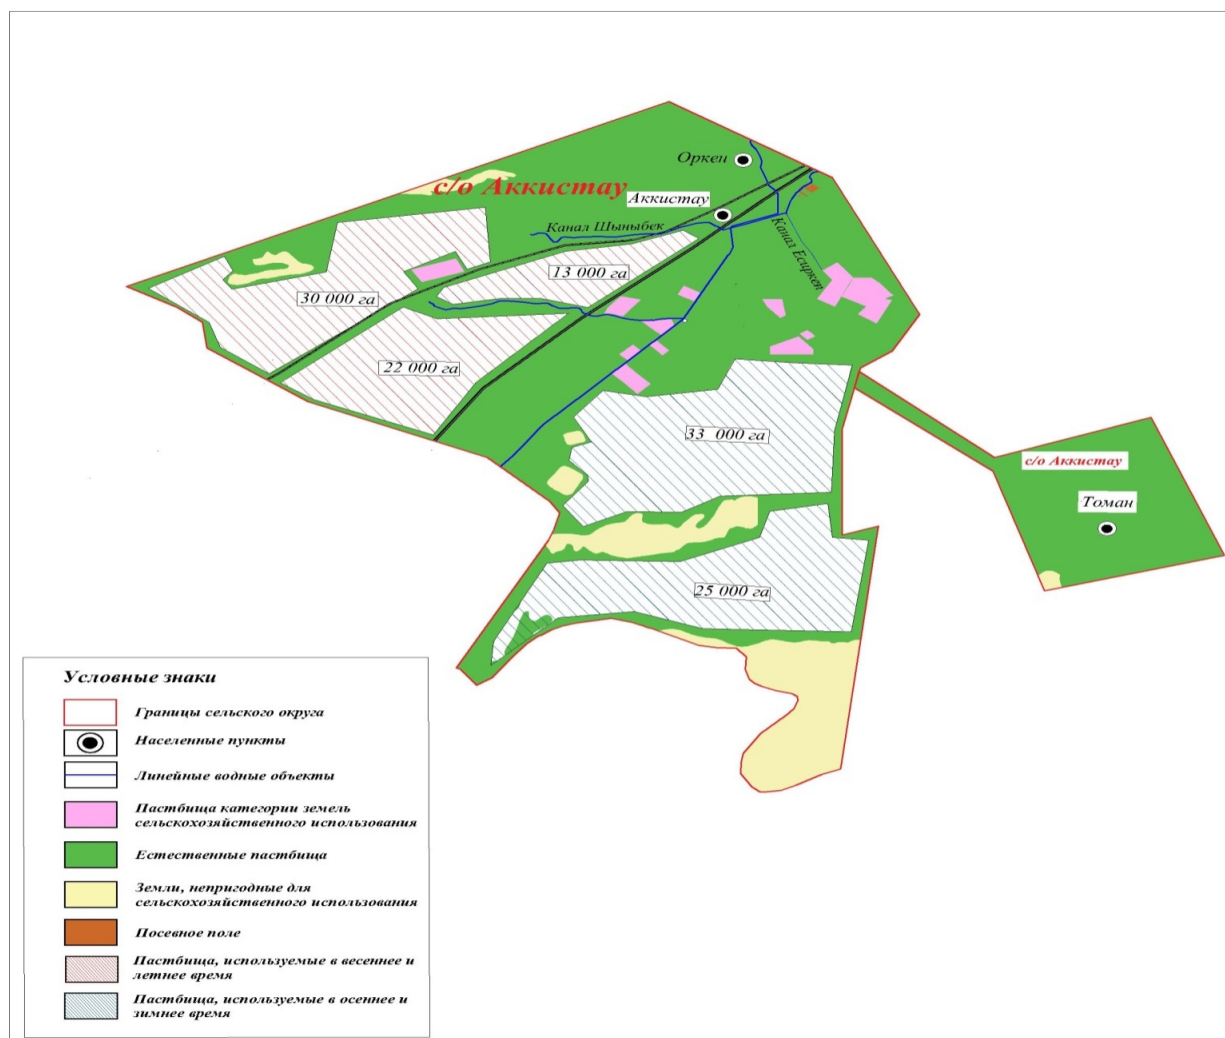 Оркен
с/о Аккистау
Аккистау
Канал Шыныбек
Канал Есиркеп
13 000 га
30 000 га
22 000 га
33 000 га
с/о Аккистау
Томан
25 000 га
Условные знаки
Границы сельского округа
Населенные пункты
Линейные водные объекты
Пастбища категории земель
сельскохозяйственного использования
Естественные пастбища
Земли, непригодные для
сельскохозяйственного использования
Посевное поле
Пастбища, используемые в весеннее и
летнее время
Пастбища, используемые в осеннее и
зимнее время